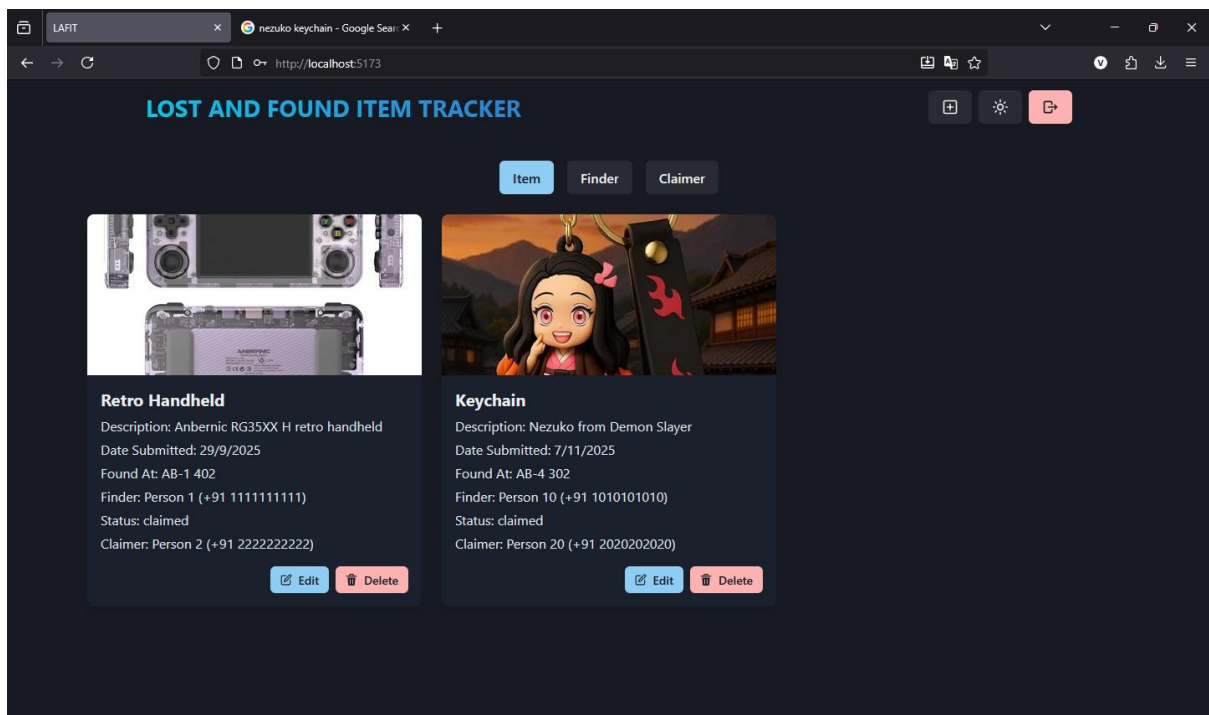 LAFIT
nezuko keychain - Google Searc
http://localhost:5173
V
LOST AND FOUND ITEM TRACKER
Item Finder Claimer
Y
B
ANBERNIC
Retro Handheld
Description: Anbernic RG35XX H retro handheld
Date Submitted: 29/9/2025
Found At: AB-1 402
Finder: Person 1 (+91 1111111111)
Status: claimed
Claimer: Person 2 (+91 2222222222)
Edit Delete
Keychain
Description: Nezuko from Demon Slayer
Date Submitted: 7/11/2025
Found At: AB-4 302
Finder: Person 10 (+91 1010101010)
Status: claimed
Claimer: Person 20 (+91 2020202020)
Edit Delete